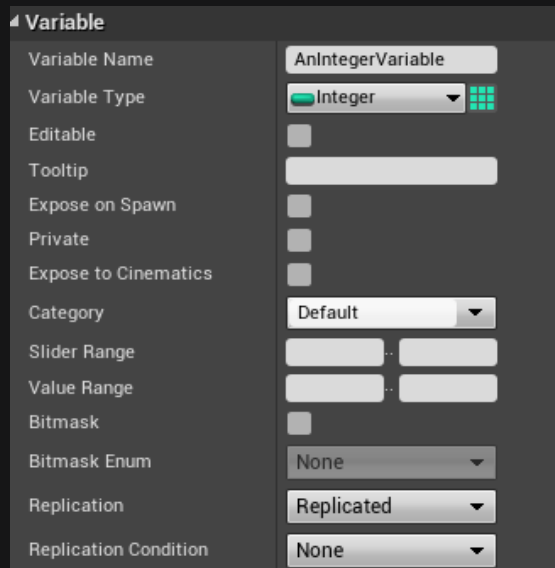 Variable
Variable Name AnIntegerVariable
Variable Type Integer
Editable
Tooltip
Expose on Spawn
Private
Expose to Cinematics
Category Default
Slider Range ..
Value Range ..
Bitmask
Bitmask Enum None
Replication Replicated
Replication Condition None